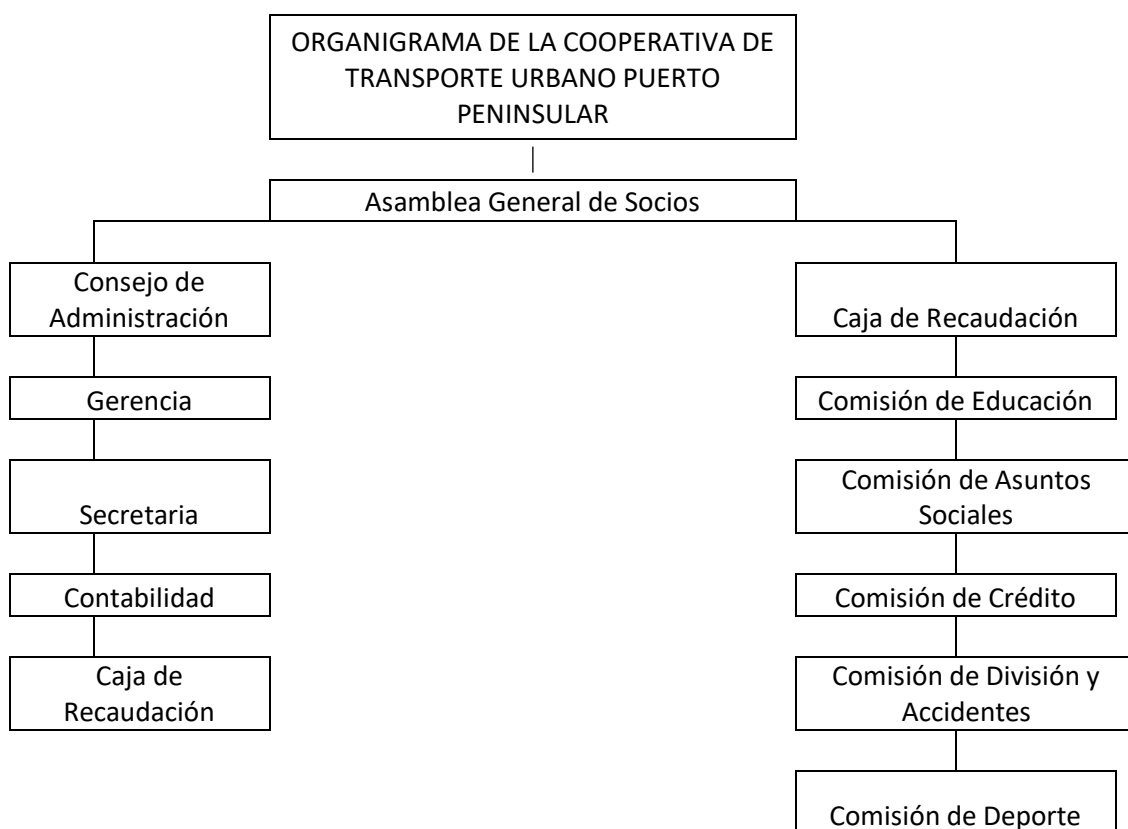 ORGANIGRAMA DE LA COOPERATIVA DE
TRANSPORTE URBANO PUERTO
PENINSULAR
Asamblea General de Socios
Consejo de
Administración
Gerencia
Secretaria
Contabilidad
Caja de
Recaudación
Caja de Recaudación
Comisión de Educación
Comisión de Asuntos
Sociales
Comisión de Crédito
Comisión de División y
Accidentes
Comisión de Deporte